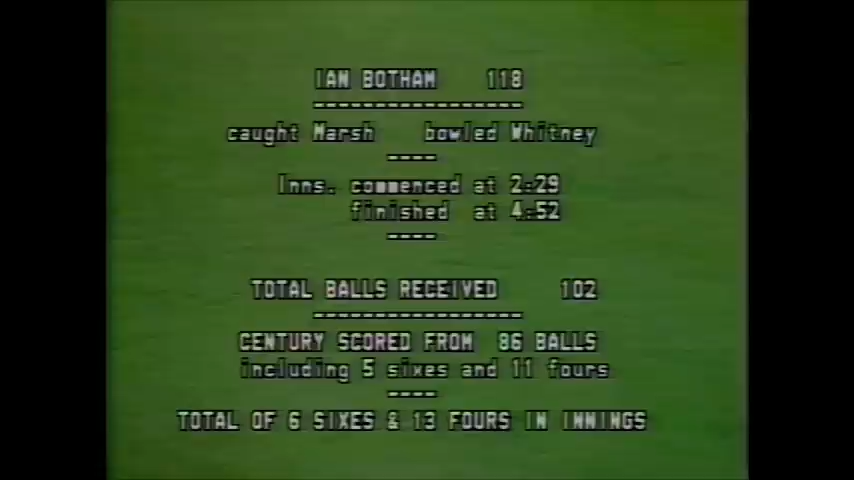 IAN BOTHAM 118
-----------------
caught Marsh bowled Whitney
----
Inns. commenced at 2:29
finished at 4:52
----
TOTAL BALLS RECEIVED 102
-----------------
CENTURY SCORED FROM 86 BALLS
including 5 sixes and 11 fours
----
TOTAL OF 6 SIXES & 13 FOURS IN INNINGS